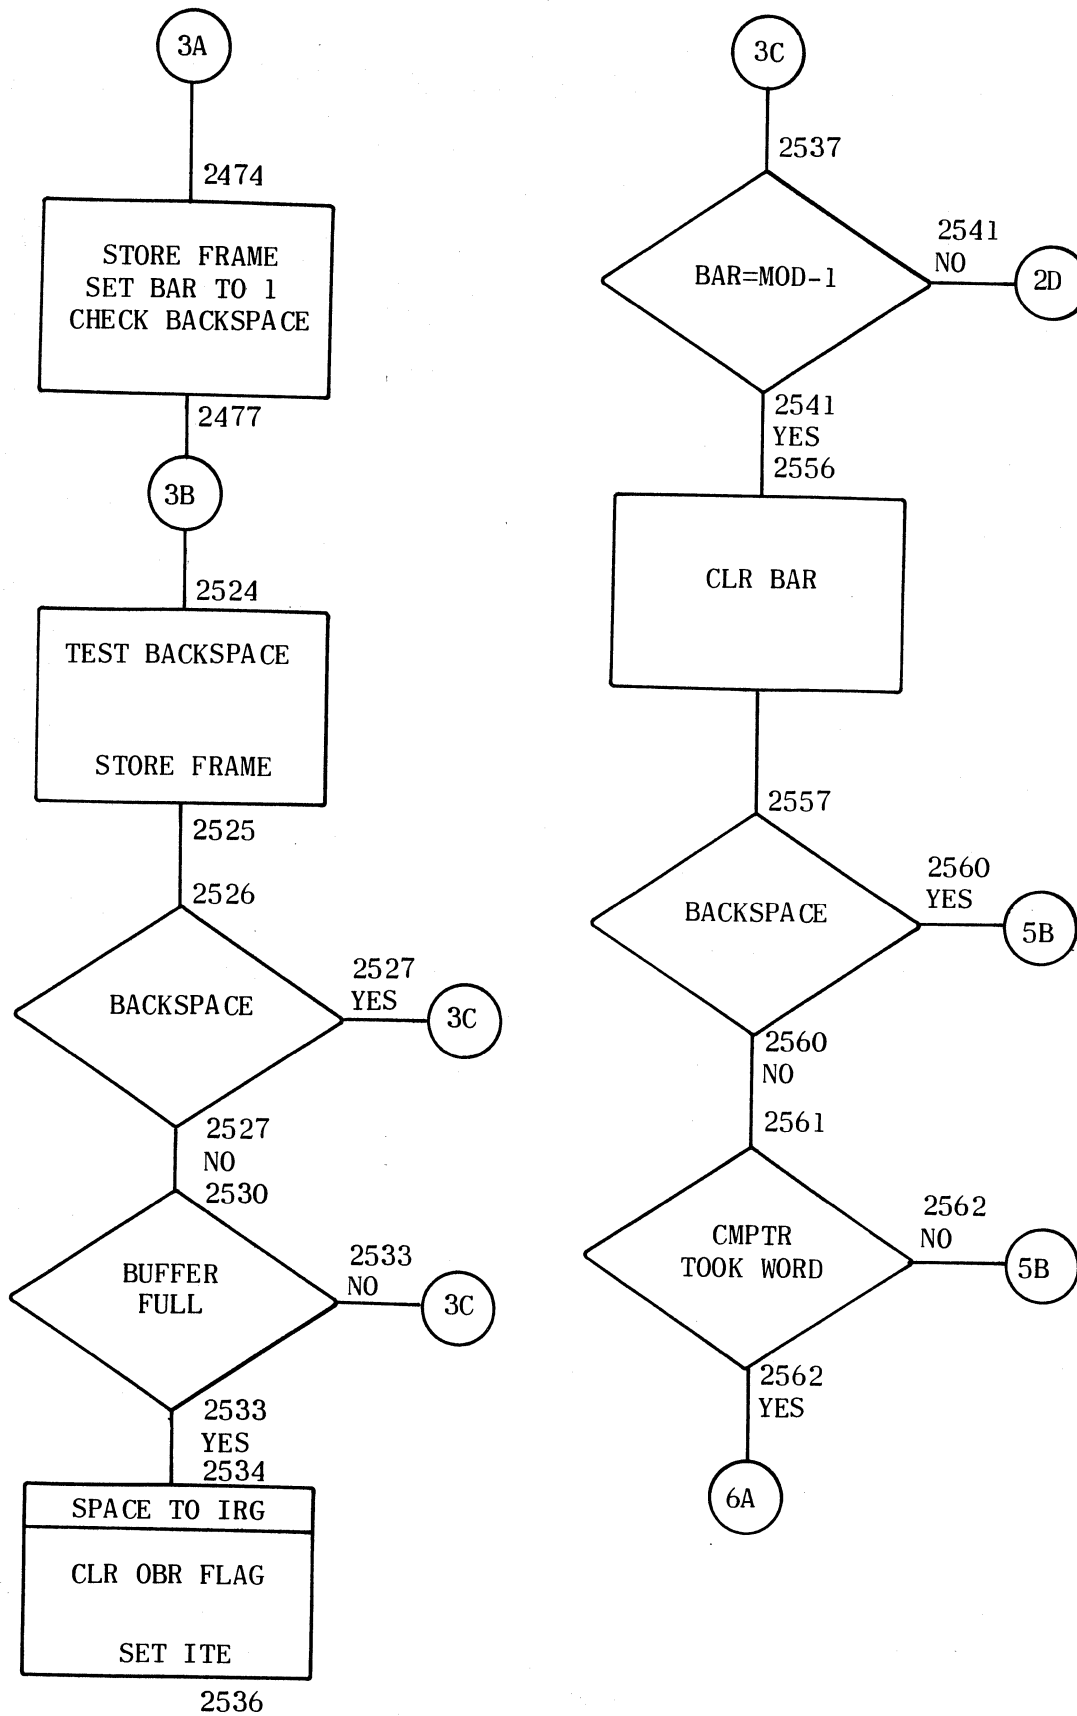 3A
2474
STORE FRAME
SET BAR TO 1
CHECK BACKSPACE
2477
3B
2524
TEST BACKSPACE
STORE FRAME
2525
2526
BACKSPACE
2527
YES
3C
2527
NO
2530
BUFFER
FULL
2533
NO
3C
2533
YES
2534
SPACE TO IRG
CLR OBR FLAG
SET ITE
2536
3C
2537
BAR=MOD-1
2541
NO
2D
2541
YES
2556
CLR BAR
2557
BACKSPACE
2560
YES
5B
2560
NO
2561
CMPTR
TOOK WORD
2562
NO
5B
2562
YES
6A